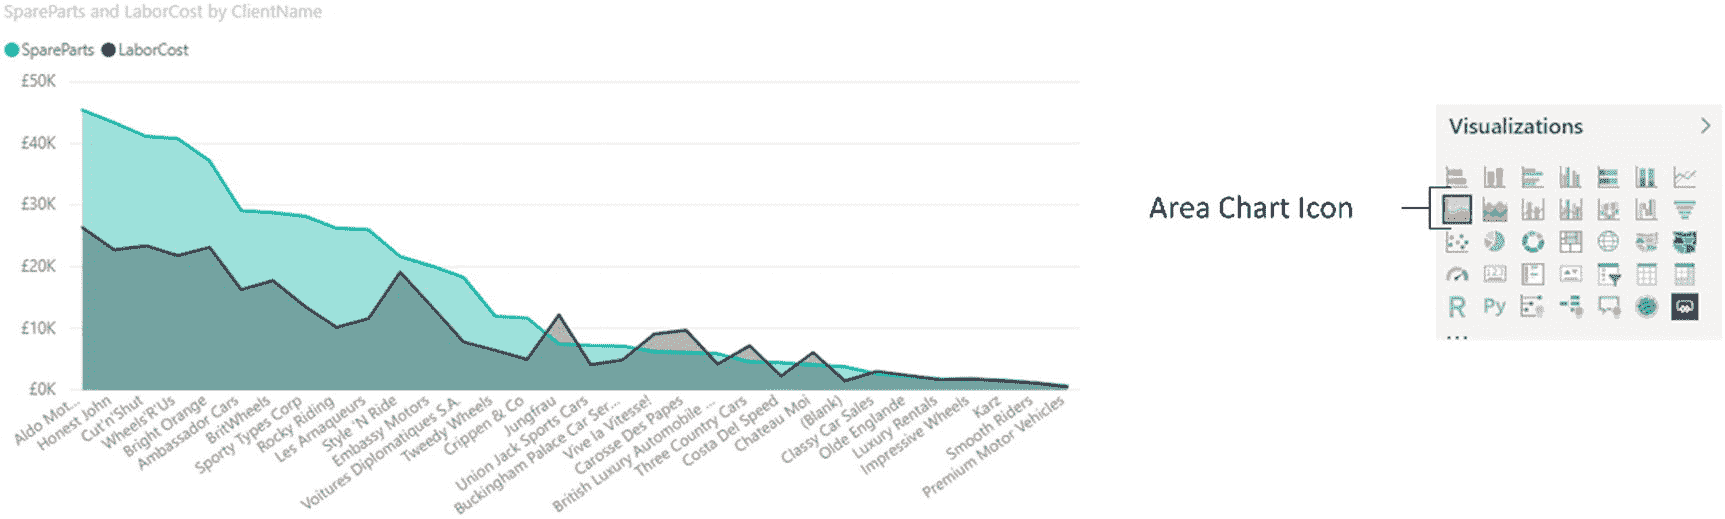 SpareParts and LaborCost by ClientName
SpareParts LaborCost
£50K
£40K
£30K
£20K
£10K
£0K
Aldo Mot...
Honest John
Cut'n'Shut
Wheels'R'Us
Bright Orange
Ambassador Cars
BritWheels
Sporty Types Corp
Rocky Riding
Les Arnaqueurs
Style 'N Ride
Embassy Motors
Voitures Diplomatiques S.A.
Tweedy Wheels
Crippen & Co
Jungfrau
Union Jack Sports Cars
Buckingham Palace Car Ser...
Vive la Vitesse!
Carosse Des Papes
British Luxury Automobile ...
Three Country Cars
Costa Del Speed
Chateau Moi
(Blank)
Classy Car Sales
Olde Englande
Luxury Rentals
Impressive Wheels
Karz
Smooth Riders
Premium Motor Vehicles
Area Chart Icon
Visualizations
123
R Py
...